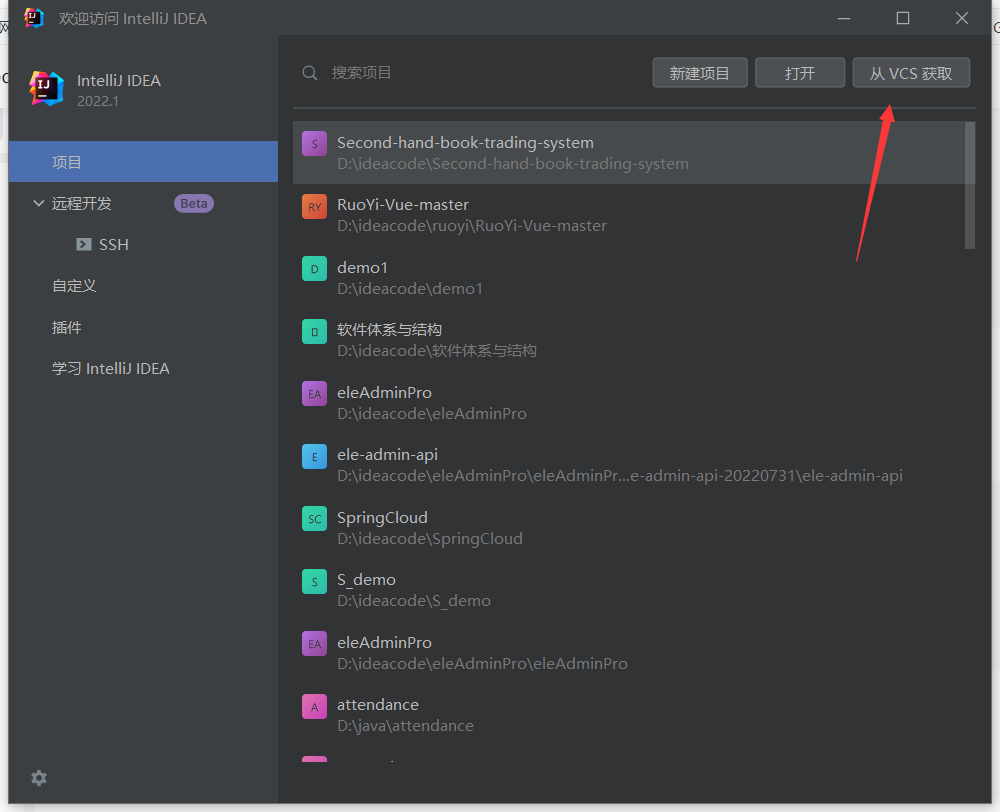 欢迎访问 IntelliJ IDEA
IntelliJ IDEA
2022.1
搜索项目
新建项目
打开
从 VCS 获取
项目
远程开发 Beta
SSH
自定义
插件
学习 IntelliJ IDEA
S
Second-hand-book-trading-system
D:\ideacode\Second-hand-book-trading-system
RY
RuoYi-Vue-master
D:\ideacode\ruoyi\RuoYi-Vue-master
D
demo1
D:\ideacode\demo1
软件体系与结构
D:\ideacode\软件体系与结构
EA
eleAdminPro
D:\ideacode\eleAdminPro
E
ele-admin-api
D:\ideacode\eleAdminPro\eleAdminPr...e-admin-api-20220731\ele-admin-api
SC
SpringCloud
D:\ideacode\SpringCloud
S
S_demo
D:\ideacode\S_demo
EA
eleAdminPro
D:\ideacode\eleAdminPro\eleAdminPro
A
attendance
D:\java\attendance